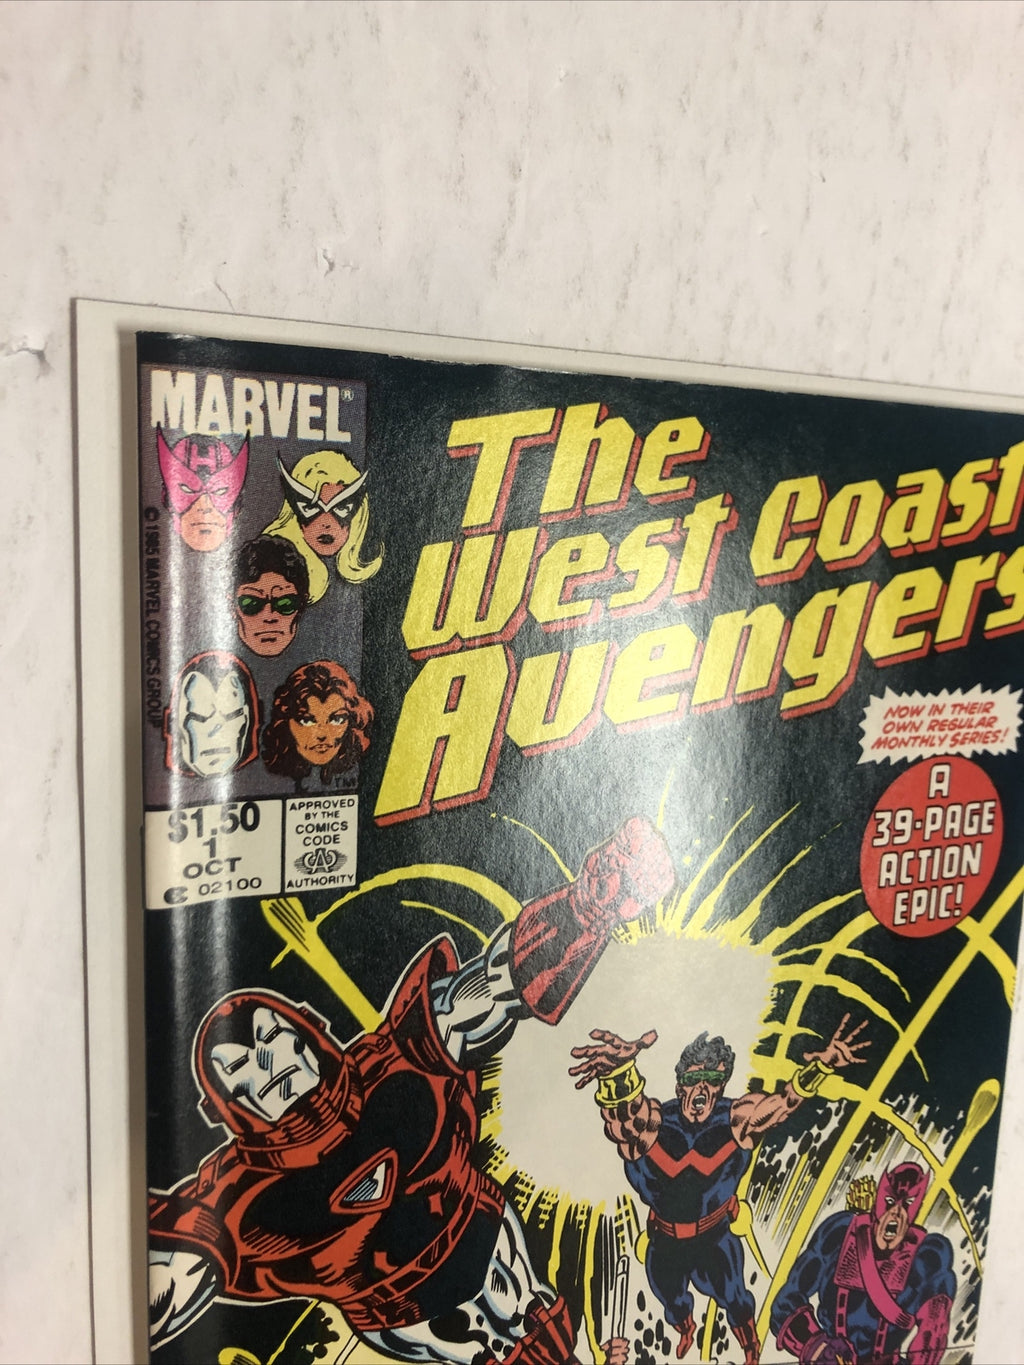 MARVEL®
© 1985 MARVEL COMICS GROUP
TM
$1.50
1
OCT
02100
APPROVED
BY THE
COMICS
CODE
CA
AUTHORITY
The
West Coast
Avengers
NOW IN THEIR
OWN REGULAR
MONTHLY SERIES!
A
39-PAGE
ACTION
EPIC!